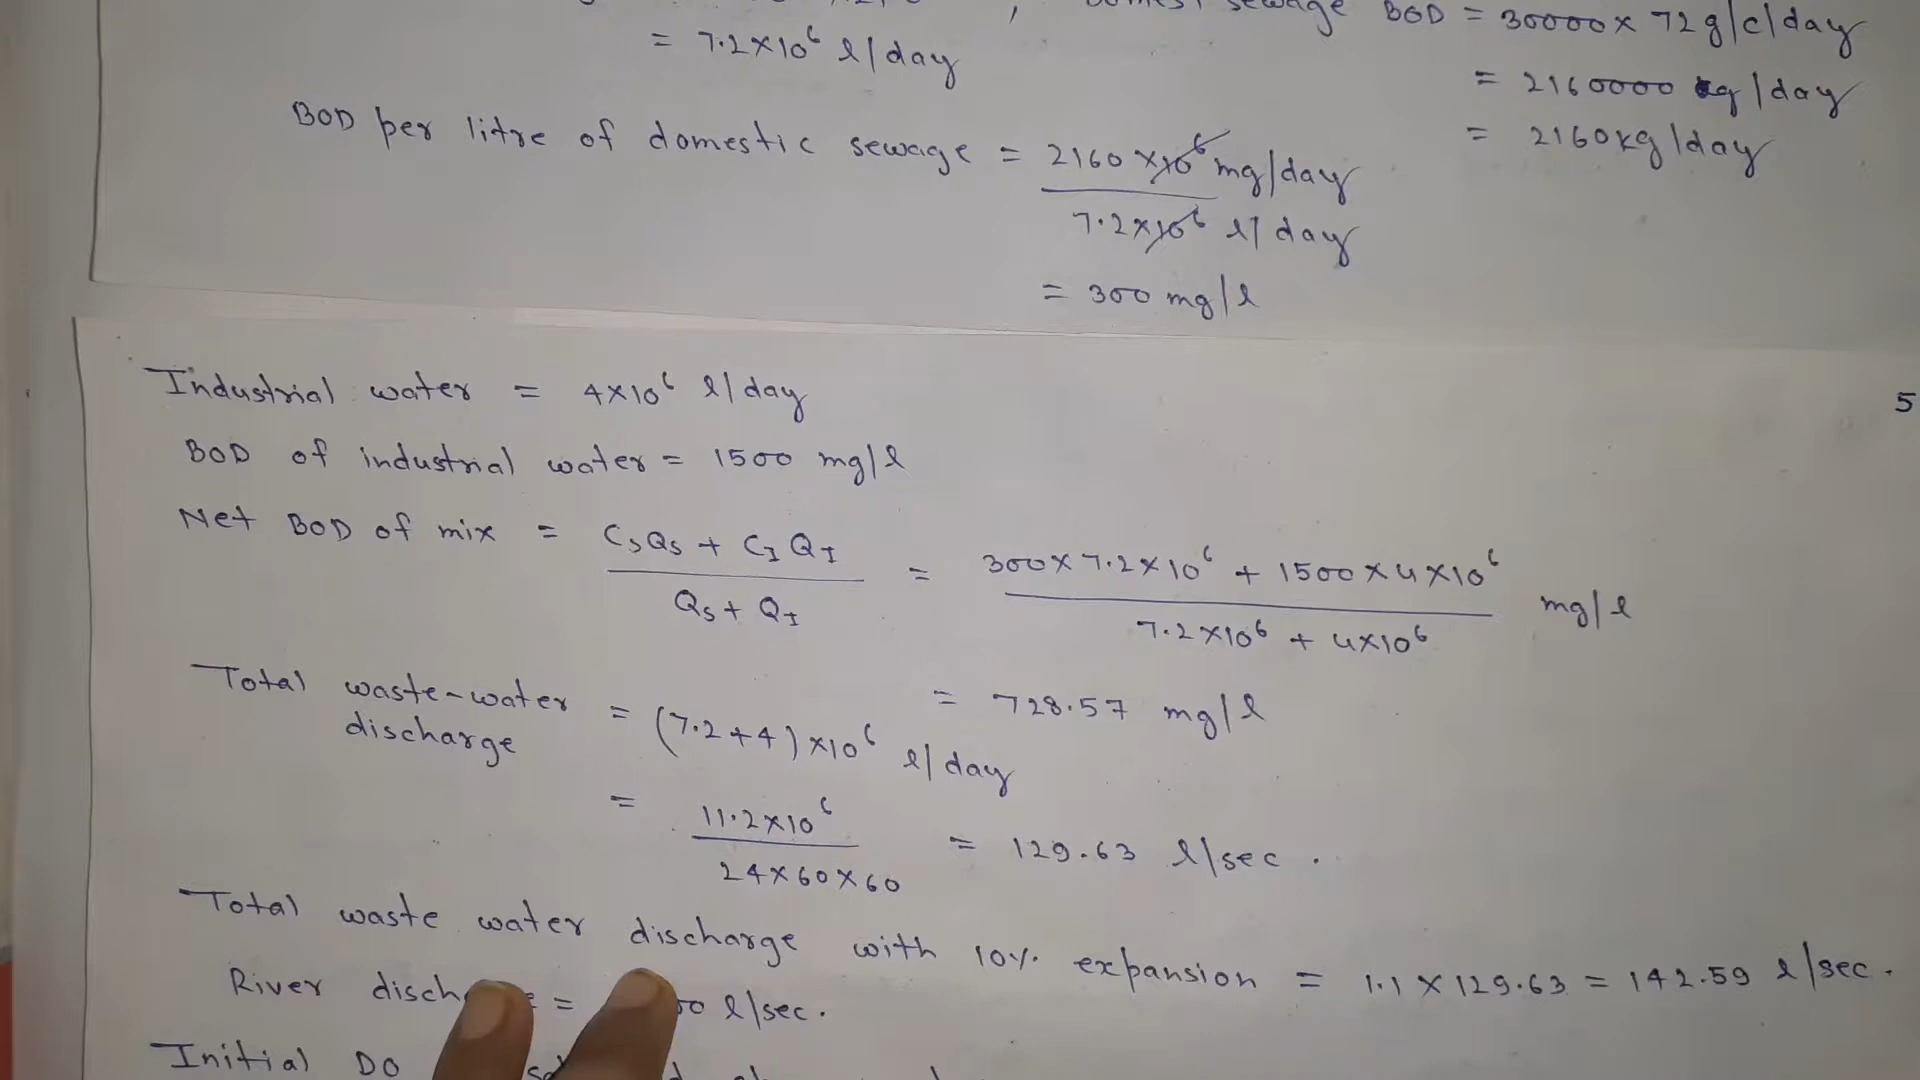 sewage BOD = 30000 × 72 g/c/day
= 7.2×10⁶ l/day
= 2160000 g/day
= 2160 kg/day
BOD per litre of domestic sewage = 2160 × 10⁶ mg/day
7.2×10⁶ l/day
= 300 mg/l
Industrial water = 4×10⁶ l/day
5
BOD of industrial water = 1500 mg/l
Net BOD of mix = CsQs + CI QI / Qs + QI = 300×7.2×10⁶ + 1500×4×10⁶ / 7.2×10⁶ + 4×10⁶ mg/l
= 728.57 mg/l
Total waste-water discharge = (7.2+4)×10⁶ l/day
= 11.2×10⁶ / 24×60×60 = 129.63 l/sec.
Total waste water discharge with 10% expansion = 1.1 × 129.63 = 142.59 l/sec.
River = l/sec.
Initial DO